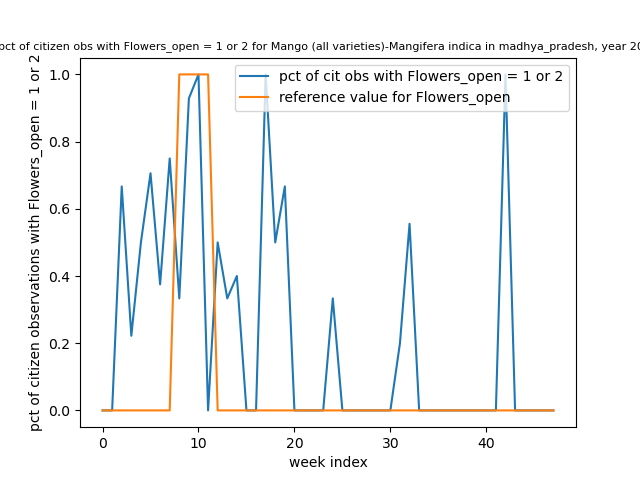 pct of citizen obs with Flowers_open = 1 or 2 for Mango (all varieties)-Mangifera indica in madhya_pradesh, year 20
pct of cit obs with Flowers_open = 1 or 2
reference value for Flowers_open
pct of citizen observations with Flowers_open = 1 or 2
1.0
0.8
0.6
0.4
0.2
0.0
0 10 20 30 40
week index